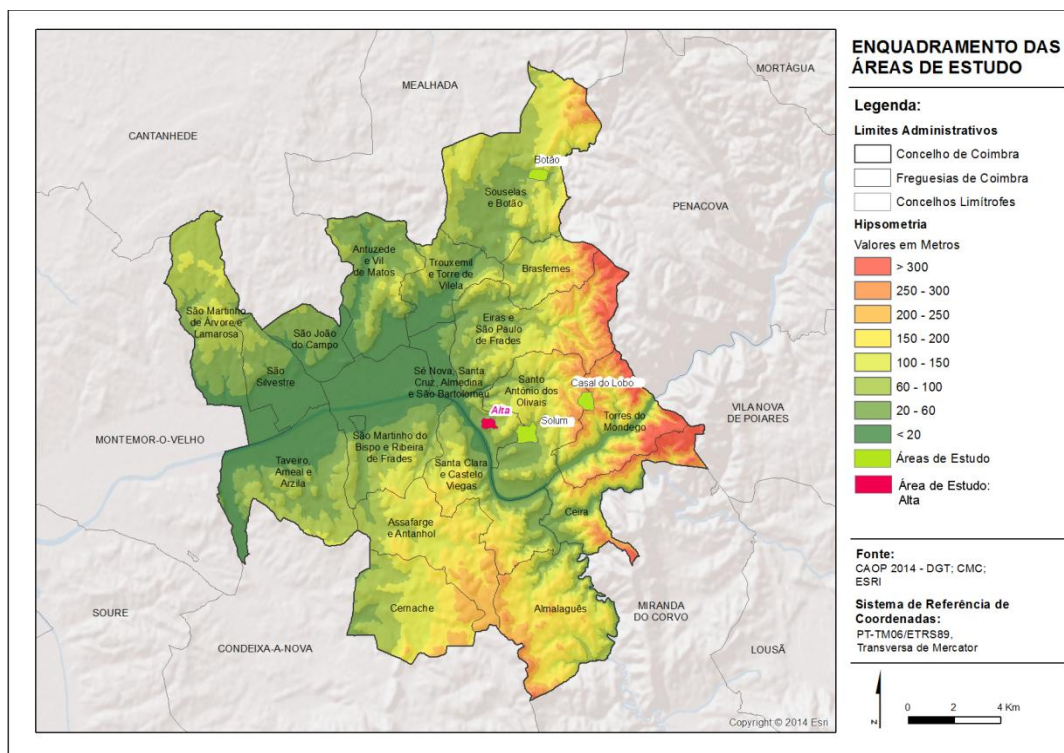 ENQUADRAMENTO DAS
ÁREAS DE ESTUDO
Legenda:
Limites Administrativos
Concelho de Coimbra
Freguesias de Coimbra
Concelhos Limítrofes
Hipsometria
Valores em Metros
> 300
250 - 300
200 - 250
150 - 200
100 - 150
60 - 100
20 - 60
< 20
Áreas de Estudo
Área de Estudo:
Alta
Fonte:
CAOP 2014 - DGT; CMC;
ESRI
Sistema de Referência de
Coordenadas:
PT-TM06/ETRS89,
Transversa de Mercator
N
0 2 4 Km
MORTÁGUA
MEALHADA
CANTANHEDE
Botão
Souselas
e Botão
PENACOVA
Antuzede
e Vil
de Matos
Trouxemil
e Torre de
Vilela
Brasfemes
São Martinho
de Árvore e
Lamarosa
São João
do Campo
Eiras e
São Paulo
de Frades
São
Silvestre
Sé Nova, Santa
Cruz, Almedina
e São Bartolomeu
Santo
António dos
Olivais
Casal do Lobo
Alta
Solum
Torres do
Mondego
VILA NOVA
DE POIARES
MONTEMOR-O-VELHO
São Martinho do
Bispo e Ribeira
de Frades
Taveiro,
Ameal e
Arzila
Santa Clara
e Castelo
Viegas
Ceira
Assafarge
e Antanhol
Cernache
Almalaguês
MIRANDA
DO CORVO
SOURE
CONDEIXA-A-NOVA
LOUSÃ
Copyright © 2014 Esri